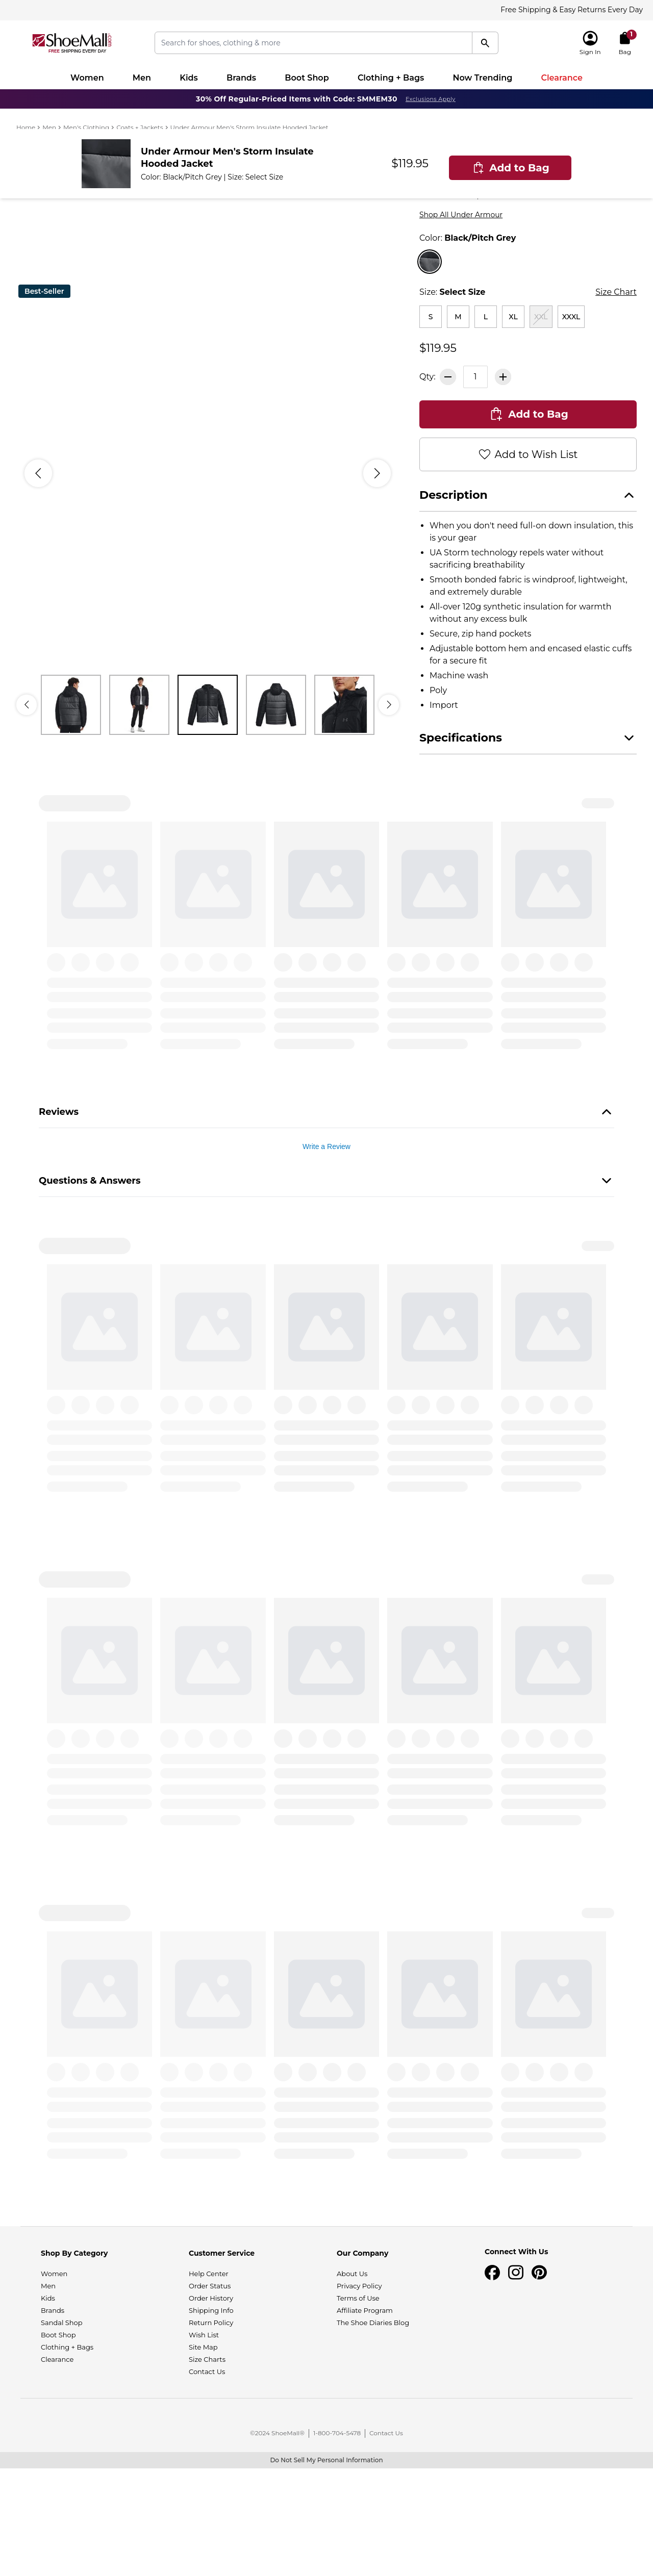 Free Shipping & Easy Returns Every Day
ShoeMall.com
FREE SHIPPING EVERY DAY
Search for shoes, clothing & more
Sign In
1
Bag
Women Men Kids Brands Boot Shop Clothing + Bags Now Trending Clearance
30% Off Regular-Priced Items with Code: SMMEM30 Exclusions Apply
Home > Men > Men's Clothing > Coats + Jackets > Under Armour Men's Storm Insulate Hooded Jacket
Under Armour Men's Storm Insulate
Hooded Jacket
Color: Black/Pitch Grey | Size: Select Size
$119.95
Add to Bag
Shop All Under Armour
Color: Black/Pitch Grey
Best-Seller
Size: Select Size
Size Chart
S M L XL XXL XXXL
$119.95
Qty: 1
Add to Bag
Add to Wish List
Description
• When you don't need full-on down insulation, this
is your gear
• UA Storm technology repels water without
sacrificing breathability
• Smooth bonded fabric is windproof, lightweight,
and extremely durable
• All-over 120g synthetic insulation for warmth
without any excess bulk
• Secure, zip hand pockets
• Adjustable bottom hem and encased elastic cuffs
for a secure fit
• Machine wash
• Poly
• Import
Specifications
Reviews
Write a Review
Questions & Answers
Shop By Category
Women
Men
Kids
Brands
Sandal Shop
Boot Shop
Clothing + Bags
Clearance
Customer Service
Help Center
Order Status
Order History
Shipping Info
Return Policy
Wish List
Site Map
Size Charts
Contact Us
Our Company
About Us
Privacy Policy
Terms of Use
Affiliate Program
The Shoe Diaries Blog
Connect With Us
©2024 ShoeMall® | 1-800-704-5478 | Contact Us
Do Not Sell My Personal Information